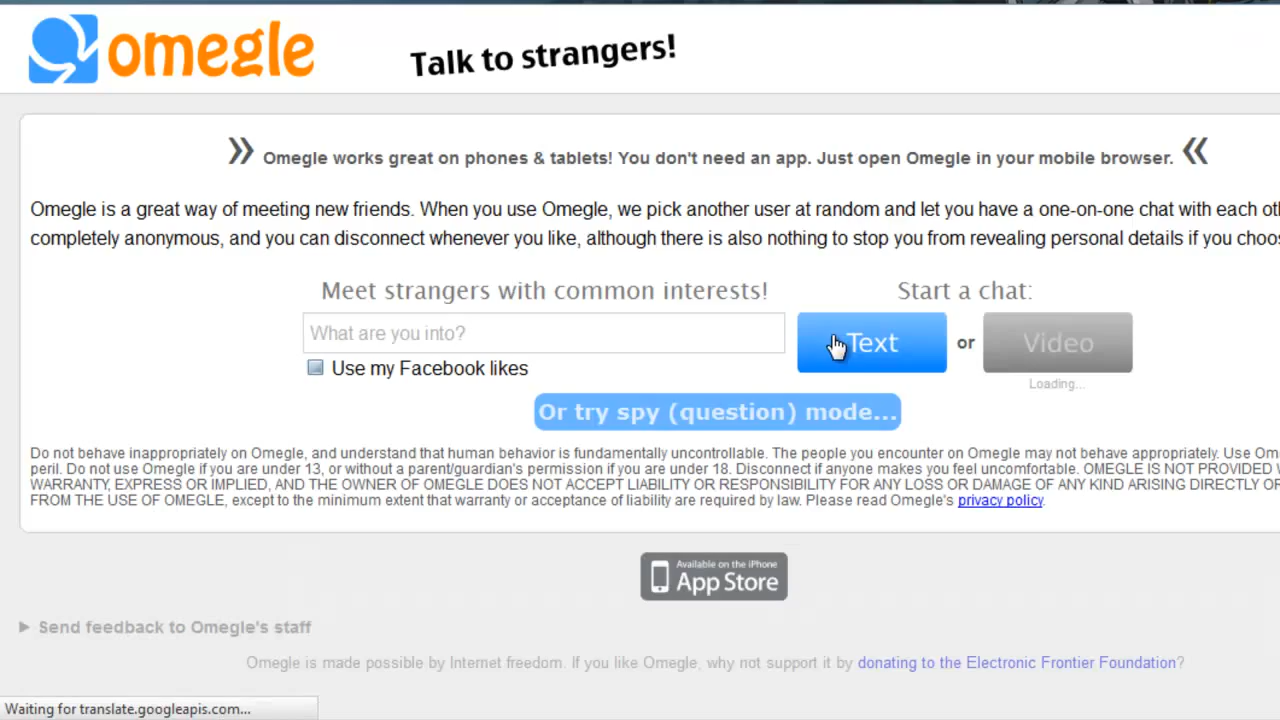 omegle
Talk to strangers!
» Omegle works great on phones & tablets! You don't need an app. Just open Omegle in your mobile browser. «
Omegle is a great way of meeting new friends. When you use Omegle, we pick another user at random and let you have a one-on-one chat with each
completely anonymous, and you can disconnect whenever you like, although there is also nothing to stop you from revealing personal details if you
Meet strangers with common interests!
Start a chat:
What are you into?
Text
or
Video
Use my Facebook likes
Loading...
Or try spy (question) mode...
Do not behave inappropriately on Omegle, and understand that human behavior is fundamentally uncontrollable. The people you encounter on Omegle may not behave appropriately. Use
peril. Do not use Omegle if you are under 13, or without a parent/guardian's permission if you are under 18. Disconnect if anyone makes you feel uncomfortable. OMEGLE IS NOT PROVIDED
WARRANTY, EXPRESS OR IMPLIED, AND THE OWNER OF OMEGLE DOES NOT ACCEPT LIABILITY OR RESPONSIBILITY FOR ANY LOSS OR DAMAGE OF ANY KIND ARISING DIRECTLY
FROM THE USE OF OMEGLE, except to the minimum extent that warranty or acceptance of liability are required by law. Please read Omegle's privacy policy.
Available on the iPhone
App Store
Send feedback to Omegle's staff
Omegle is made possible by Internet freedom. If you like Omegle, why not support it by donating to the Electronic Frontier Foundation?
Waiting for translate.googleapis.com...